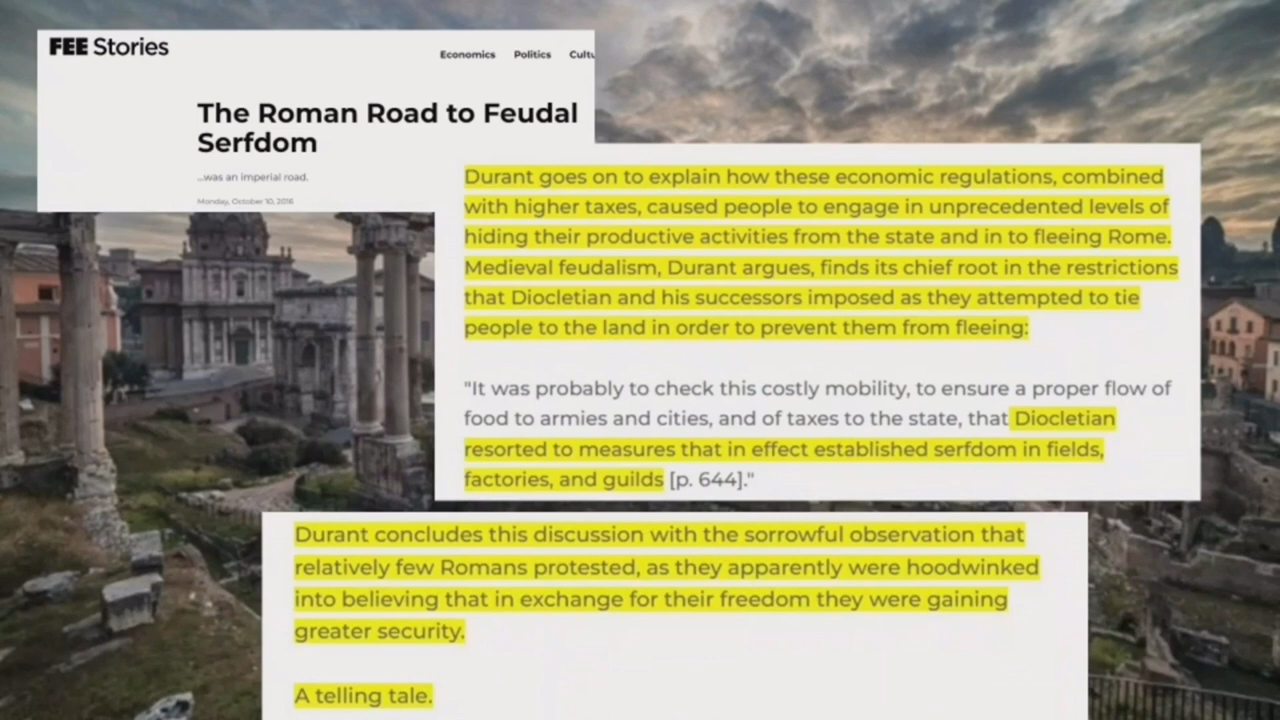 FEE Stories
Economics Politics
The Roman Road to Feudal
Serfdom
...was an imperial road.
Monday, October 10, 2016
Durant goes on to explain how these economic regulations, combined
with higher taxes, caused people to engage in unprecedented levels of
hiding their productive activities from the state and in to fleeing Rome.
Medieval feudalism, Durant argues, finds its chief root in the restrictions
that Diocletian and his successors imposed as they attempted to tie
people to the land in order to prevent them from fleeing:
"It was probably to check this costly mobility, to ensure a proper flow of
food to armies and cities, and of taxes to the state, that Diocletian
resorted to measures that in effect established serfdom in fields,
factories, and guilds [p. 644]."
Durant concludes this discussion with the sorrowful observation that
relatively few Romans protested, as they apparently were hoodwinked
into believing that in exchange for their freedom they were gaining
greater security.
A telling tale.